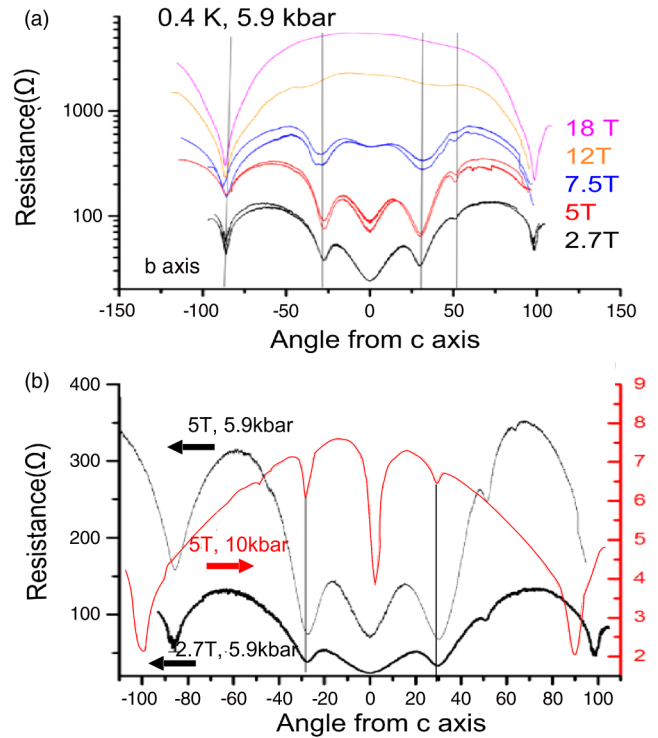 (a)
0.4 K, 5.9 kbar
Resistance(Ω)
1000
100
18 T
12T
7.5T
5T
2.7T
b axis
-150 -100 -50 0 50 100 150
Angle from c axis
(b)
Resistance(Ω)
400
300
200
100
5T, 5.9kbar
5T, 10kbar
2.7T, 5.9kbar
9
8
7
6
5
4
3
2
-100 -80 -60 -40 -20 0 20 40 60 80 100
Angle from c axis